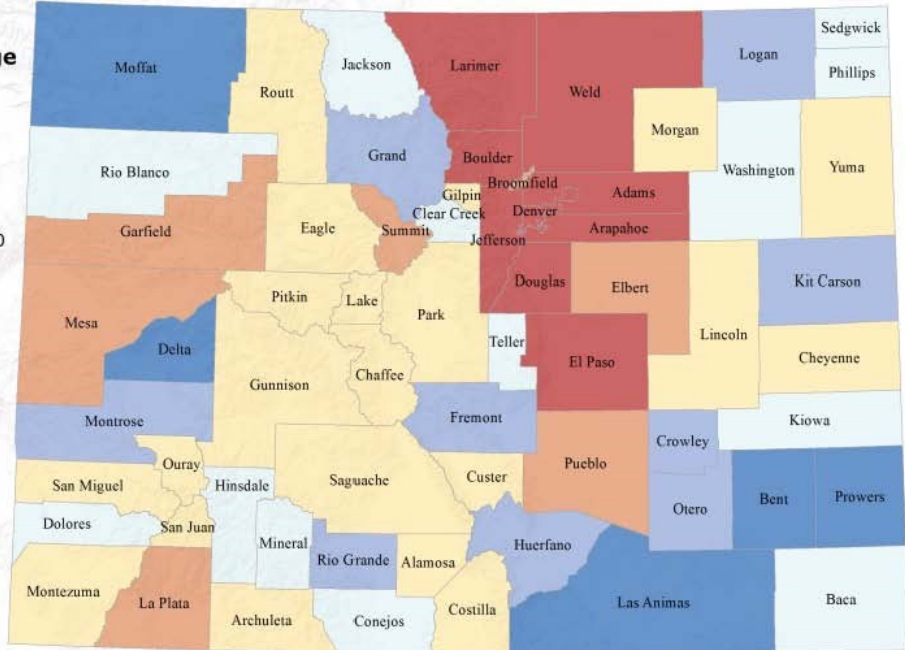 ge
0
Moffat
Routt
Jackson
Larimer
Weld
Logan
Sedgwick
Phillips
Rio Blanco
Grand
Boulder
Morgan
Washington
Yuma
Broomfield
Gilpin
Clear Creek
Denver
Adams
Garfield
Eagle
Summit
Jefferson
Arapahoe
Mesa
Pitkin
Lake
Park
Douglas
Elbert
Lincoln
Kit Carson
Delta
Gunnison
Chaffee
Teller
El Paso
Cheyenne
Montrose
Fremont
Crowley
Kiowa
Ouray
San Miguel
Hinsdale
Saguache
Custer
Pueblo
Otero
Bent
Prowers
Dolores
San Juan
Mineral
Rio Grande
Alamosa
Huerfano
Montezuma
La Plata
Archuleta
Conejos
Costilla
Las Animas
Baca